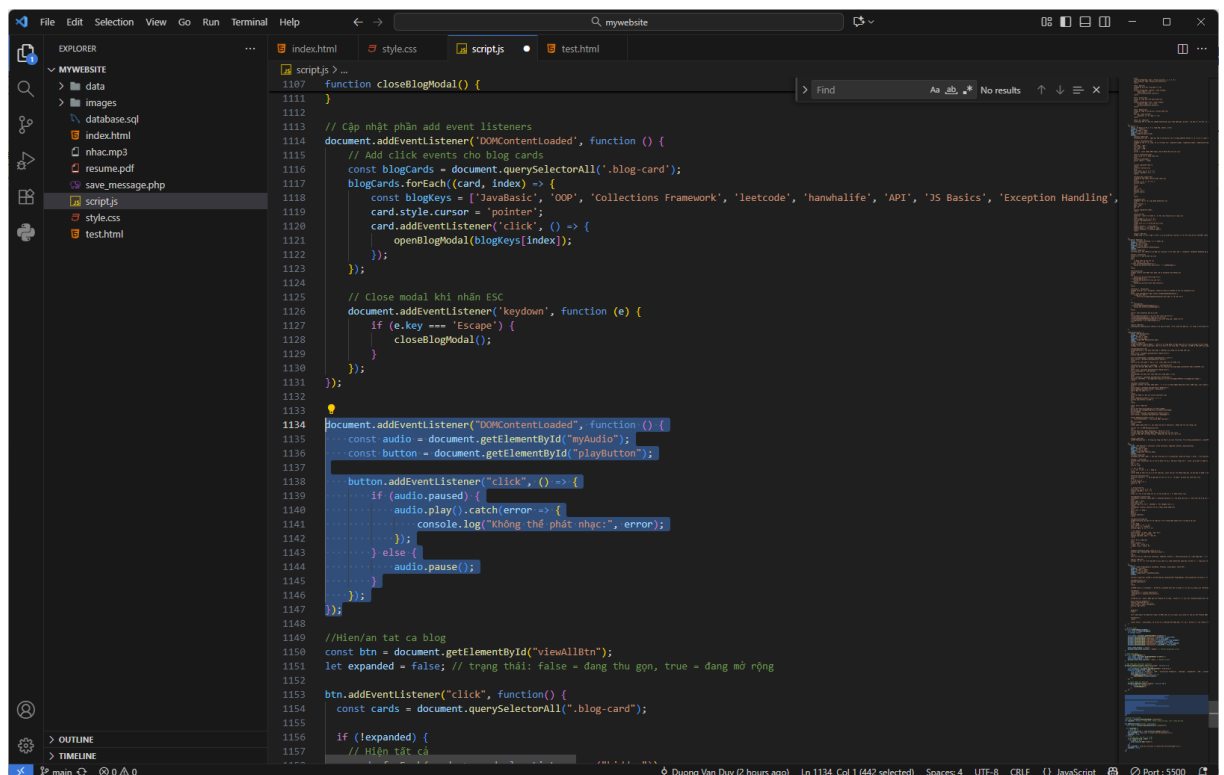 File Edit Selection View Go Run Terminal Help
mywebsite
EXPLORER
index.html
style.css
script.js
test.html
MYWEBSITE
data
images
database.sql
index.html
nhac.mp3
resume.pdf
save_message.php
script.js
style.css
test.html
OUTLINE
TIMELINE
script.js > ...
Find
Aa
ab
No results
1107 function closeBlogModal() {
1111 }
1112
1113 // Cập nhật phần add event listeners
1114 document.addEventListener('DOMContentLoaded', function () {
1115 // Add click events cho blog cards
1116 const blogCards = document.querySelectorAll('.blog-card');
1117 blogCards.forEach((card, index) => {
1118 const blogKeys = ['JavaBasic', 'OOP', 'Collections Framework', 'leetcode', 'hanwhalife', 'API', 'JS Basics', 'Exception Handling',
1119 card.style.cursor = 'pointer';
1120 card.addEventListener('click', () => {
1121 openBlogModal(blogKeys[index]);
1122 });
1123 });
1124
1125 // Close modal khi nhấn ESC
1126 document.addEventListener('keydown', function (e) {
1127 if (e.key === 'Escape') {
1128 closeBlogModal();
1129 }
1130 });
1131 });
1132
1133
1134 document.addEventListener("DOMContentLoaded", function () {
1135 const audio = document.getElementById("myAudio");
1136 const button = document.getElementById("playButton");
1137
1138 button.addEventListener("click", () => {
1139 if (audio.paused) {
1140 audio.play().catch(error => {
1141 console.log("Không thể phát nhạc:", error);
1142 });
1143 } else {
1144 audio.pause();
1145 }
1146 });
1147 });
1148
1149 //Hien/an tat ca blog
1150 const btn = document.getElementById("viewAllBtn");
1151 let expanded = false; // trạng thái: false = đang thu gọn, true = đang mở rộng
1152
1153 btn.addEventListener("click", function() {
1154 const cards = document.querySelectorAll(".blog-card");
1155
1156 if (!expanded) {
1157 // Hiện tất cả
main
0 0
Duong Van Duy (2 hours ago) Ln 1134, Col 1 (442 selected) Spaces: 4 UTF-8 CRLF {} JavaScript Port : 5500